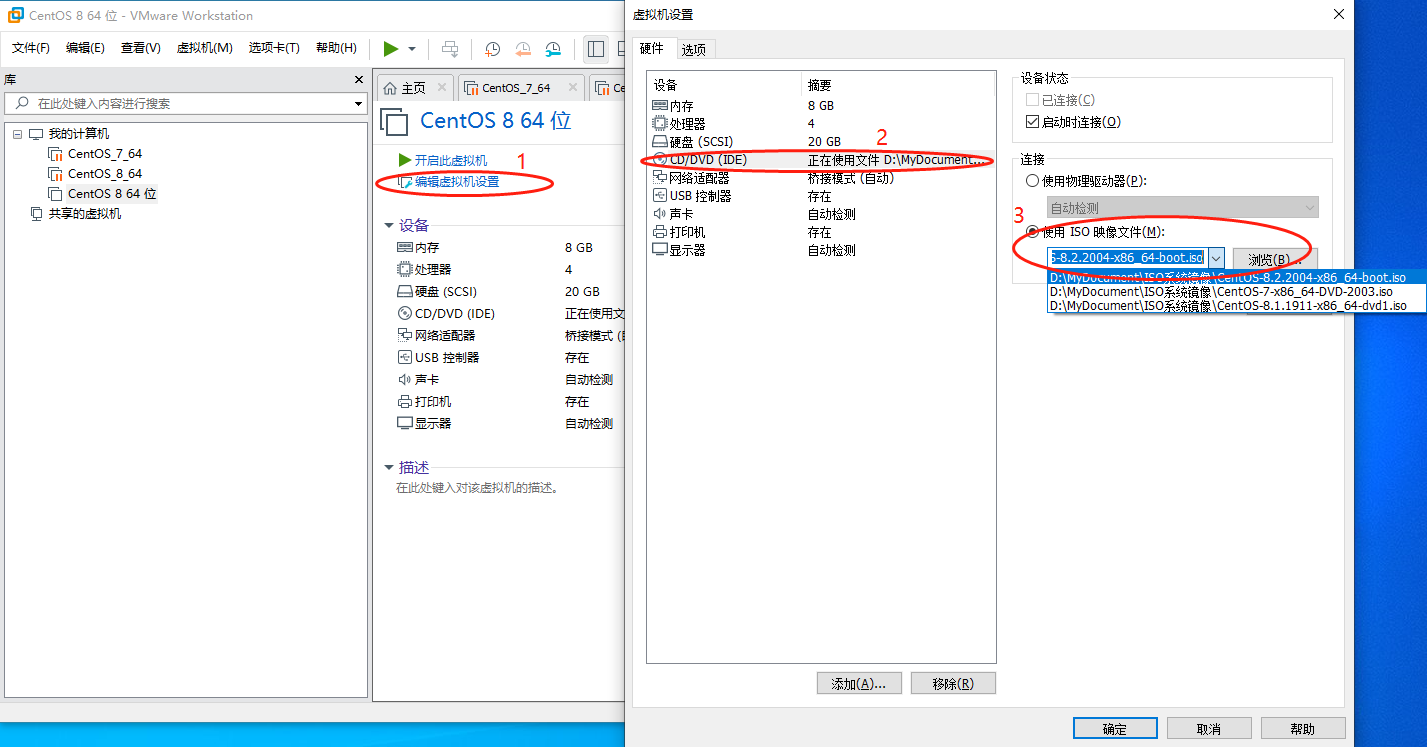 CentOS 8 64 位 - VMware Workstation
文件(F) 编辑(E) 查看(V) 虚拟机(M) 选项卡(T) 帮助(H)
库
在此处键入内容进行搜索
我的计算机
CentOS_7_64
CentOS_8_64
CentOS 8 64 位
共享的虚拟机
主页 CentOS_7_64 Ce
CentOS 8 64 位
开启此虚拟机 1
编辑虚拟机设置
设备
内存 8 GB
处理器 4
硬盘 (SCSI) 20 GB
CD/DVD (IDE) 正在使用文
网络适配器 桥接模式 (自
USB 控制器 存在
声卡 自动检测
打印机 存在
显示器 自动检测
描述
在此处键入对该虚拟机的描述。
虚拟机设置
硬件 选项
设备 摘要
内存 8 GB
处理器 4
硬盘 (SCSI) 20 GB 2
CD/DVD (IDE) 正在使用文件 D:\MyDocument...
网络适配器 桥接模式 (自动)
USB 控制器 存在
声卡 自动检测
打印机 存在
显示器 自动检测
添加(A)... 移除(R)
设备状态
已连接(C)
启动时连接(O)
连接
使用物理驱动器(P):
自动检测
3
使用 ISO 映像文件(M):
S-8.2.2004-x86_64-boot.iso 浏览(B)...
D:\MyDocument\ISO系统镜像\CentOS-8.2.2004-x86_64-boot.iso
D:\MyDocument\ISO系统镜像\CentOS-7-x86_64-DVD-2003.iso
D:\MyDocument\ISO系统镜像\CentOS-8.1.1911-x86_64-dvd1.iso
确定 取消 帮助